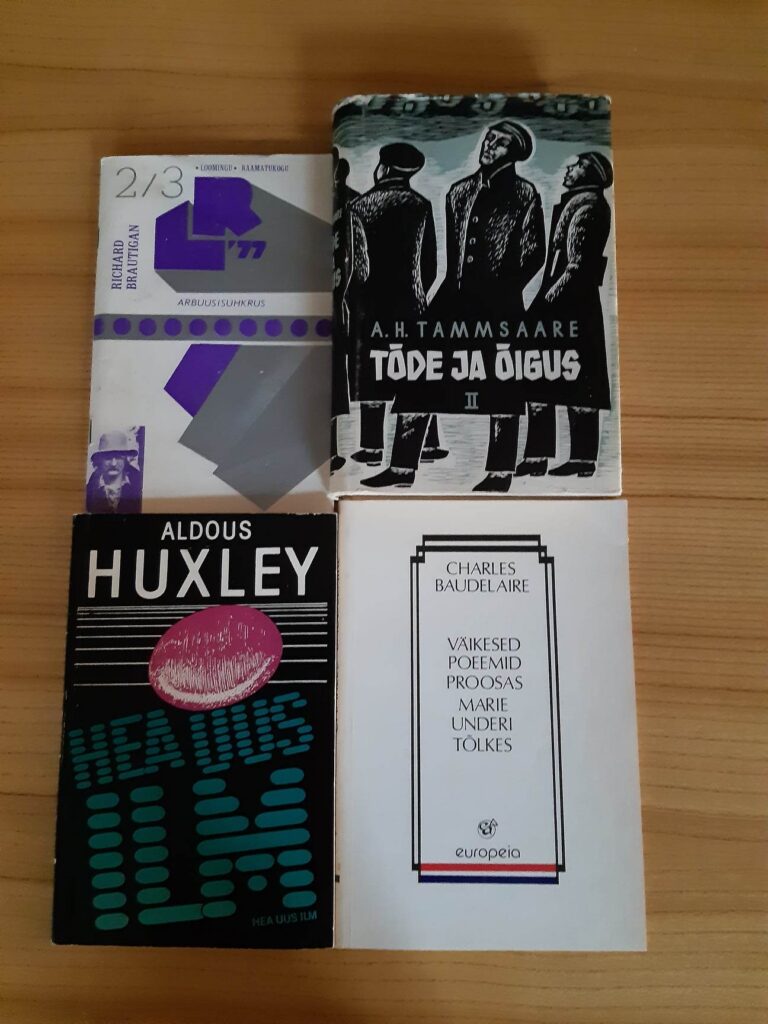 • LOOMINGU • RAAMATUKOGU
2/3
LR
'77
RICHARD
BRAUTIGAN
ARBUUSISUHKRUS
A. H. TAMMSAARE
TÕDE JA ÕIGUS
II
ALDOUS
HUXLEY
HEA UUS
ILM
HEA UUS ILM
CHARLES
BAUDELAIRE
VÄIKESED
POEEMID
PROOSAS
MARIE
UNDERI
TÕLKES
europeia